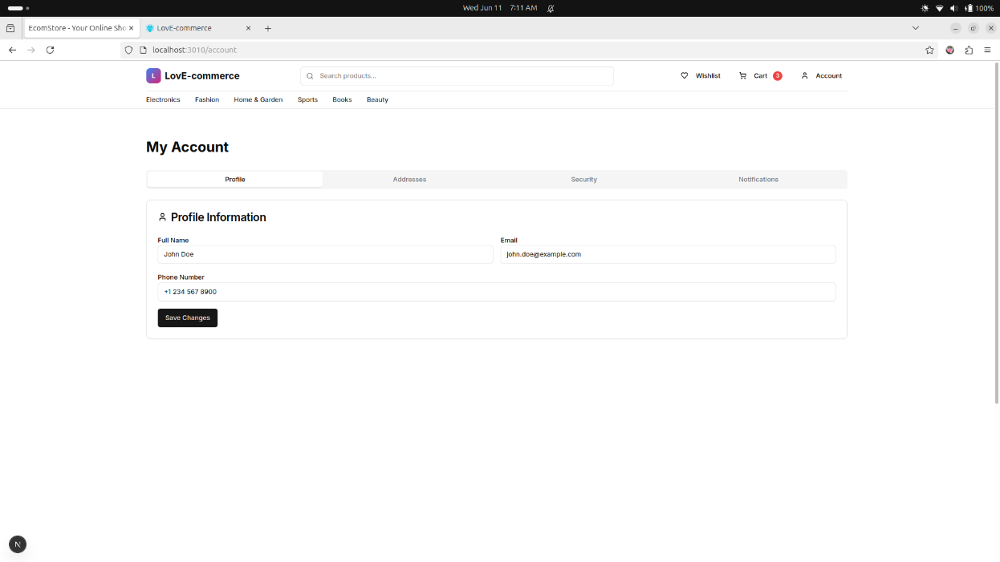 Wed Jun 11 7:11 AM 100%
EcomStore - Your Online Sho LovE-commerce
localhost:3010/account
L LovE-commerce Search products... Wishlist Cart 3 Account
Electronics Fashion Home & Garden Sports Books Beauty
My Account
Profile Addresses Security Notifications
Profile Information
Full Name Email
John Doe john.doe@example.com
Phone Number
+1 234 567 8900
Save Changes
N